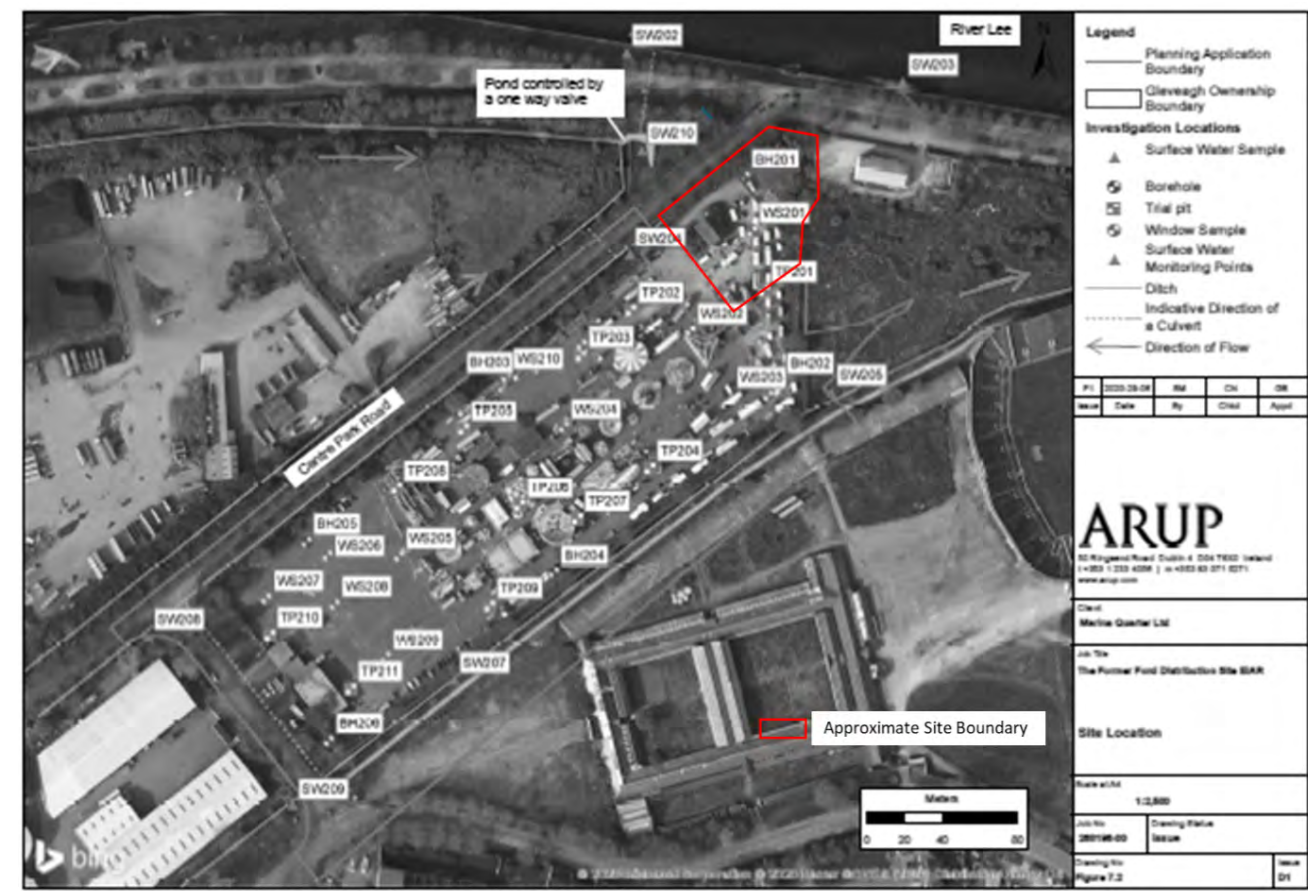 River Lee
N
SW202
SW203
Pond controlled by
a one way valve
SW210
BH201
WS201
SW204
TP201
TP202
WS202
TP203
BH203
WS210
BH202
WS203
SW205
TP205
WS204
Centre Park Road
TP204
TP208
TP206
TP207
BH205
WS206
WS205
BH204
WS207
WS208
TP209
SW208
TP210
WS209
SW207
TP211
BH206
SW209
Approximate Site Boundary
Meters
0 20 40 80
bing
Legend
Planning Application
Boundary
Gleveagh Ownership
Boundary
Investigation Locations
Surface Water Sample
Borehole
Trial pit
Window Sample
Surface Water
Monitoring Points
Ditch
Indicative Direction of
a Culvert
Direction of Flow
Issue Date By Chkd Appd
ARUP
www.arup.com
Client
Marina Quarter Ltd
Job Title
The Former Ford Distribution Site EIAR
Site Location
Scale at A4
1:2,500
Job No
Drawing Status
Issue
Drawing No
Issue
Figure 7.2
D1